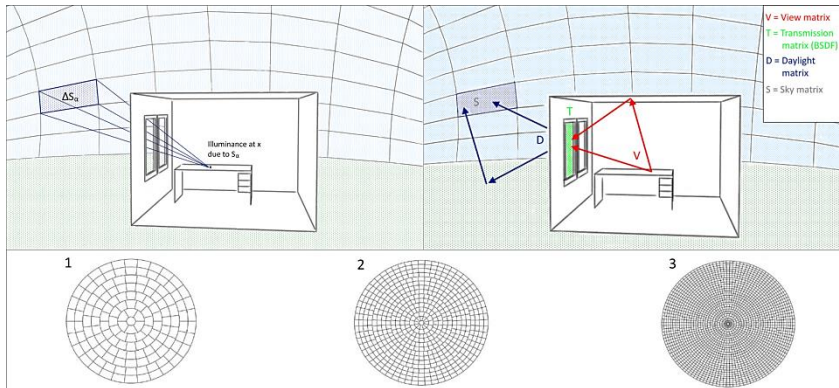 ΔSα
Illuminance at x
due to Sα
V = View matrix
T = Transmission
matrix (BSDF)
D = Daylight
matrix
S = Sky matrix
S
T
D
V
1
2
3